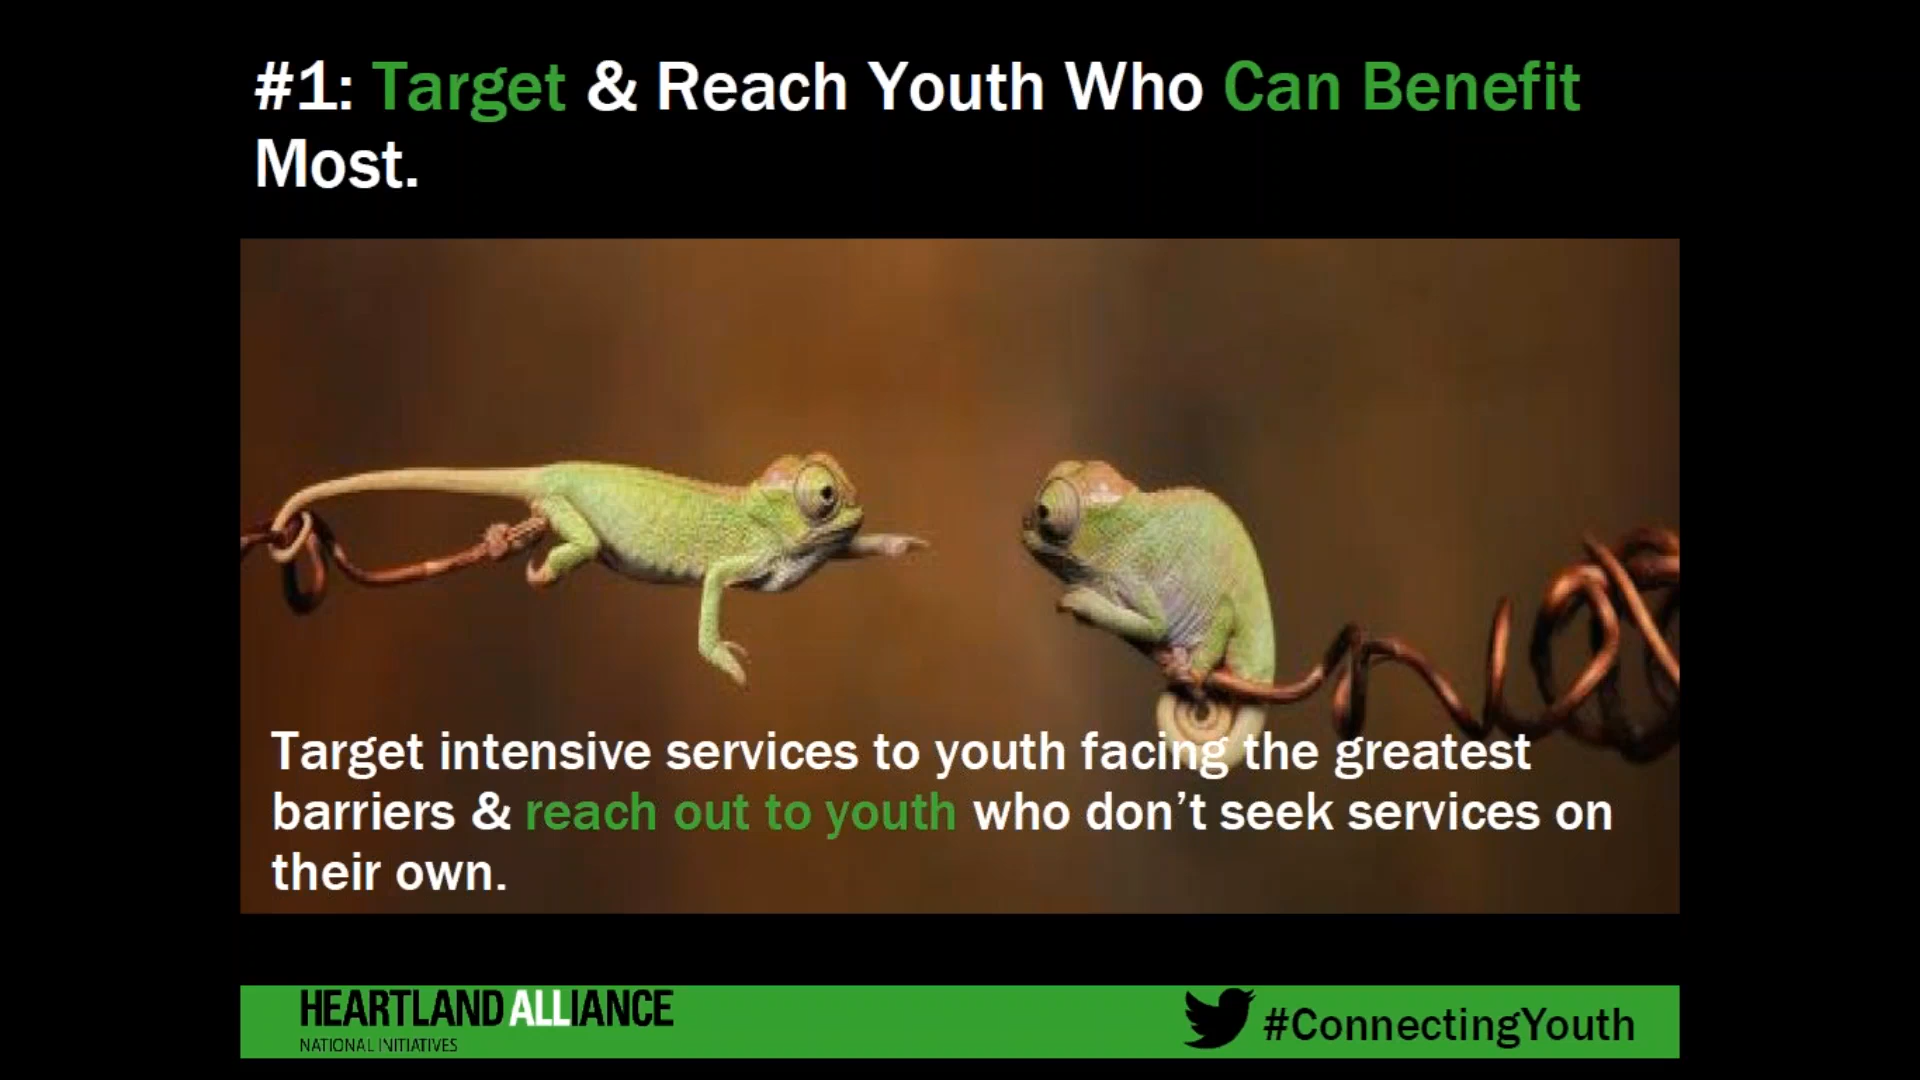 #1: Target & Reach Youth Who Can Benefit
Most.
Target intensive services to youth facing the greatest
barriers & reach out to youth who don’t seek services on
their own.
HEARTLAND ALLIANCE
NATIONAL INITIATIVES
#ConnectingYouth